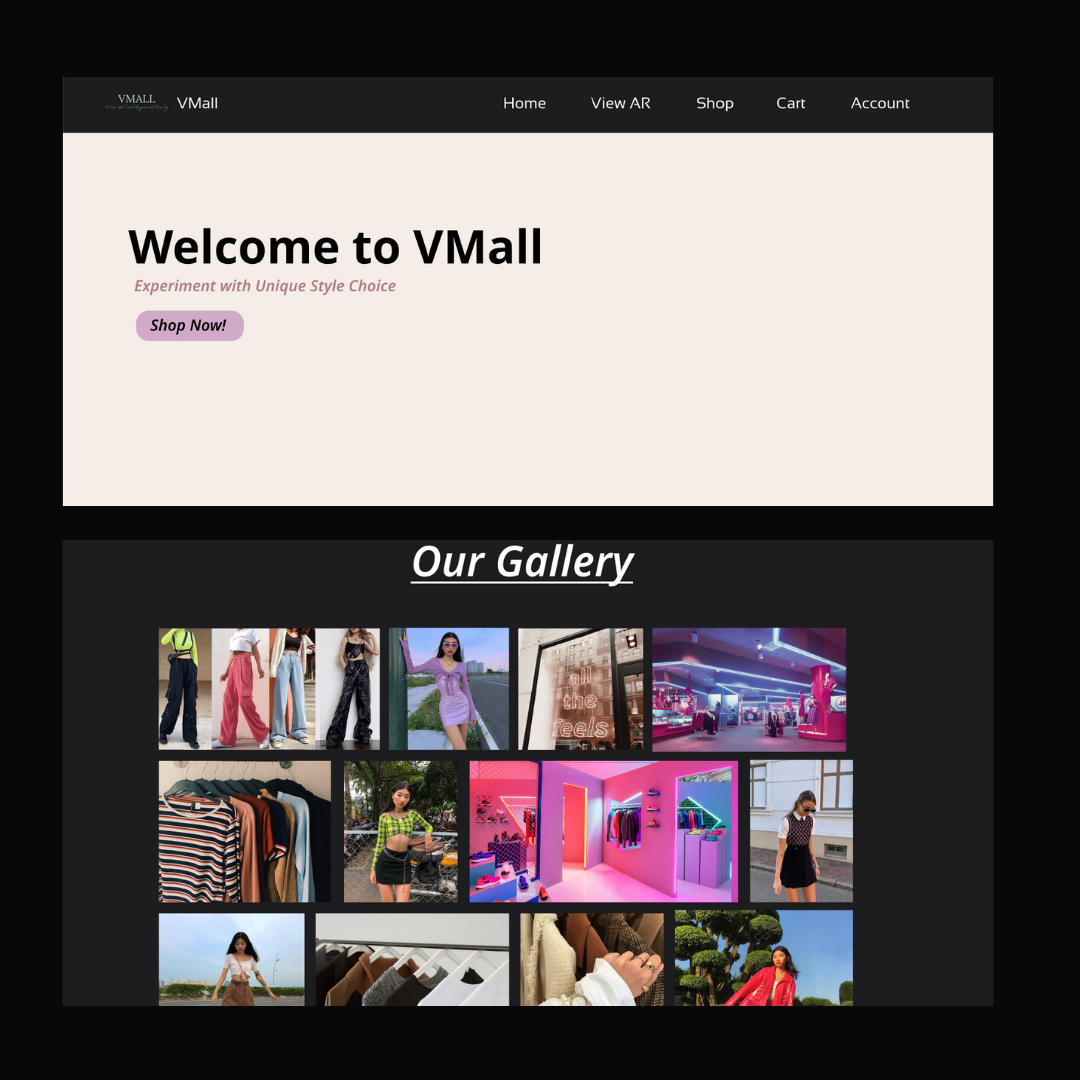 VMALL
VMall
Home
View AR
Shop
Cart
Account
Welcome to VMall
Experiment with Unique Style Choice
Shop Now!
Our Gallery
all
the
feels